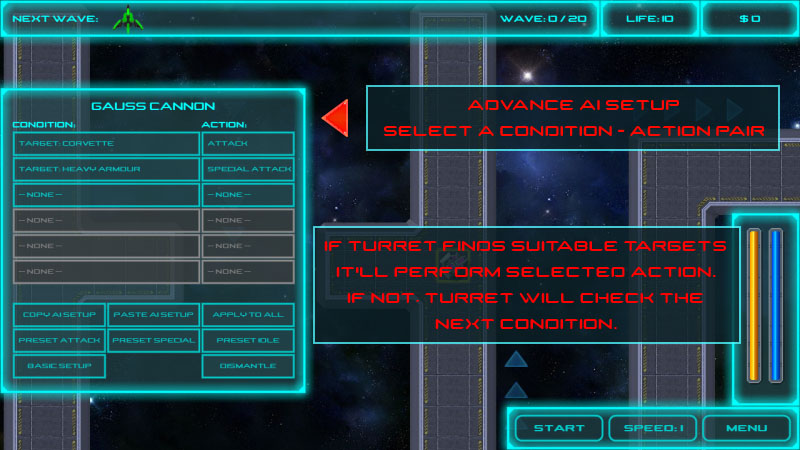 NEXT WAVE:
WAVE: 0 / 20
LIFE: 10
$ 0
GAUSS CANNON
CONDITION: ACTION:
TARGET: CORVETTE ATTACK
TARGET: HEAVY ARMOUR SPECIAL ATTACK
-- NONE -- -- NONE --
-- NONE -- -- NONE --
-- NONE -- -- NONE --
-- NONE -- -- NONE --
COPY AI SETUP PASTE AI SETUP APPLY TO ALL
PRESET ATTACK PRESET SPECIAL PRESET IDLE
BASIC SETUP DISMANTLE
ADVANCE AI SETUP
SELECT A CONDITION - ACTION PAIR
IF TURRET FINDS SUITABLE TARGETS
IT'LL PERFORM SELECTED ACTION.
IF NOT, TURRET WILL CHECK THE
NEXT CONDITION.
START SPEED: 1 MENU